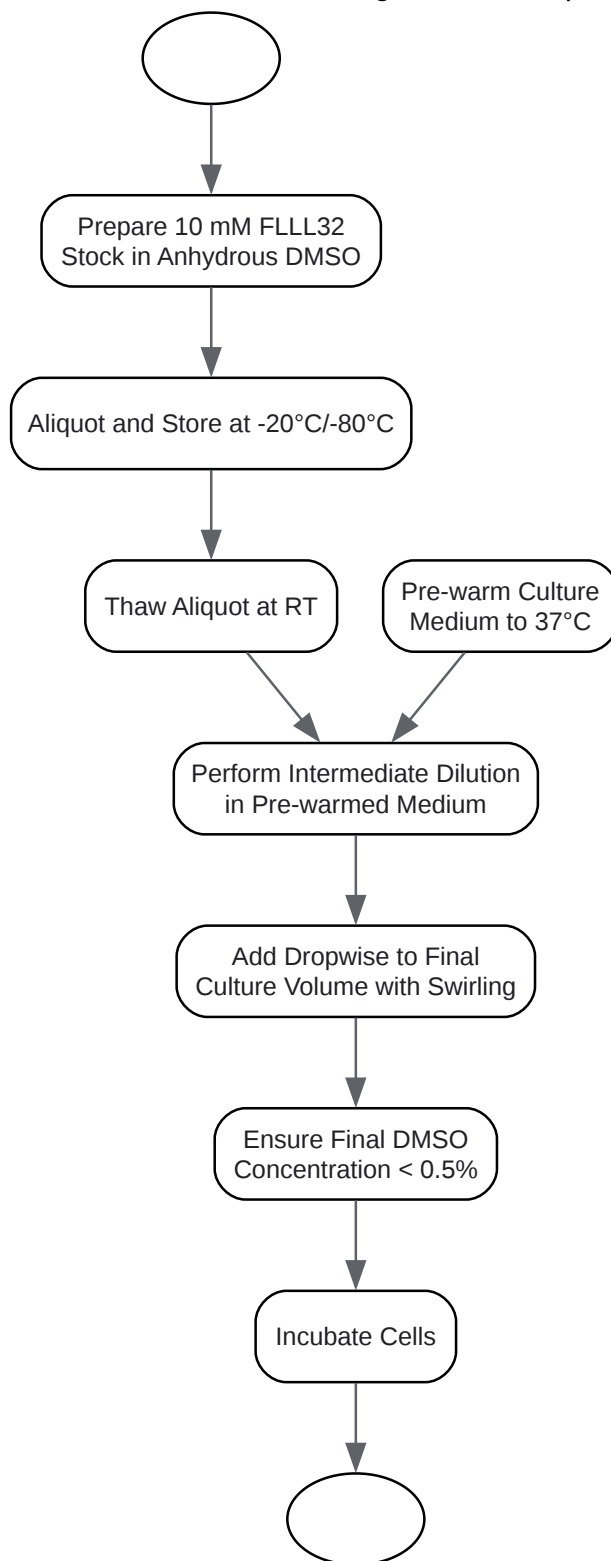 Prepare 10 mM FLLL32
Stock in Anhydrous DMSO
Aliquot and Store at -20°C/-80°C
Thaw Aliquot at RT
Pre-warm Culture
Medium to 37°C
Perform Intermediate Dilution
in Pre-warmed Medium
Add Dropwise to Final
Culture Volume with Swirling
Ensure Final DMSO
Concentration < 0.5%
Incubate Cells